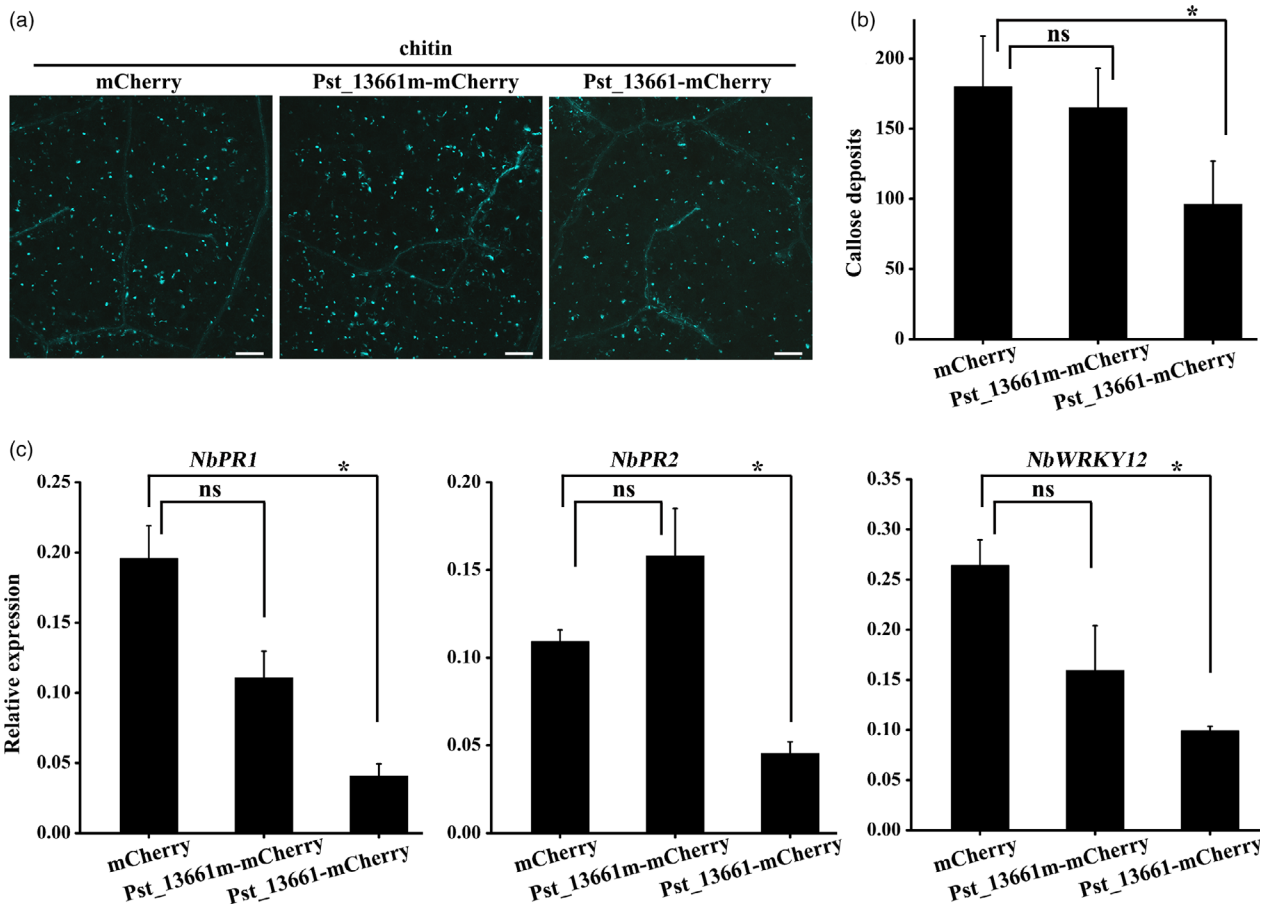 (a)
chitin
mCherry Pst_13661m-mCherry Pst_13661-mCherry
(b)
*
ns
Callose deposits
200
150
100
50
0
mCherry
Pst_13661m-mCherry
Pst_13661-mCherry
(c)
NbPR1
*
ns
Relative expression
0.25
0.20
0.15
0.10
0.05
0.00
mCherry
Pst_13661m-mCherry
Pst_13661-mCherry
NbPR2
*
ns
0.20
0.15
0.10
0.05
0.00
mCherry
Pst_13661m-mCherry
Pst_13661-mCherry
NbWRKY12
*
ns
0.35
0.30
0.25
0.20
0.15
0.10
0.05
0.00
mCherry
Pst_13661m-mCherry
Pst_13661-mCherry